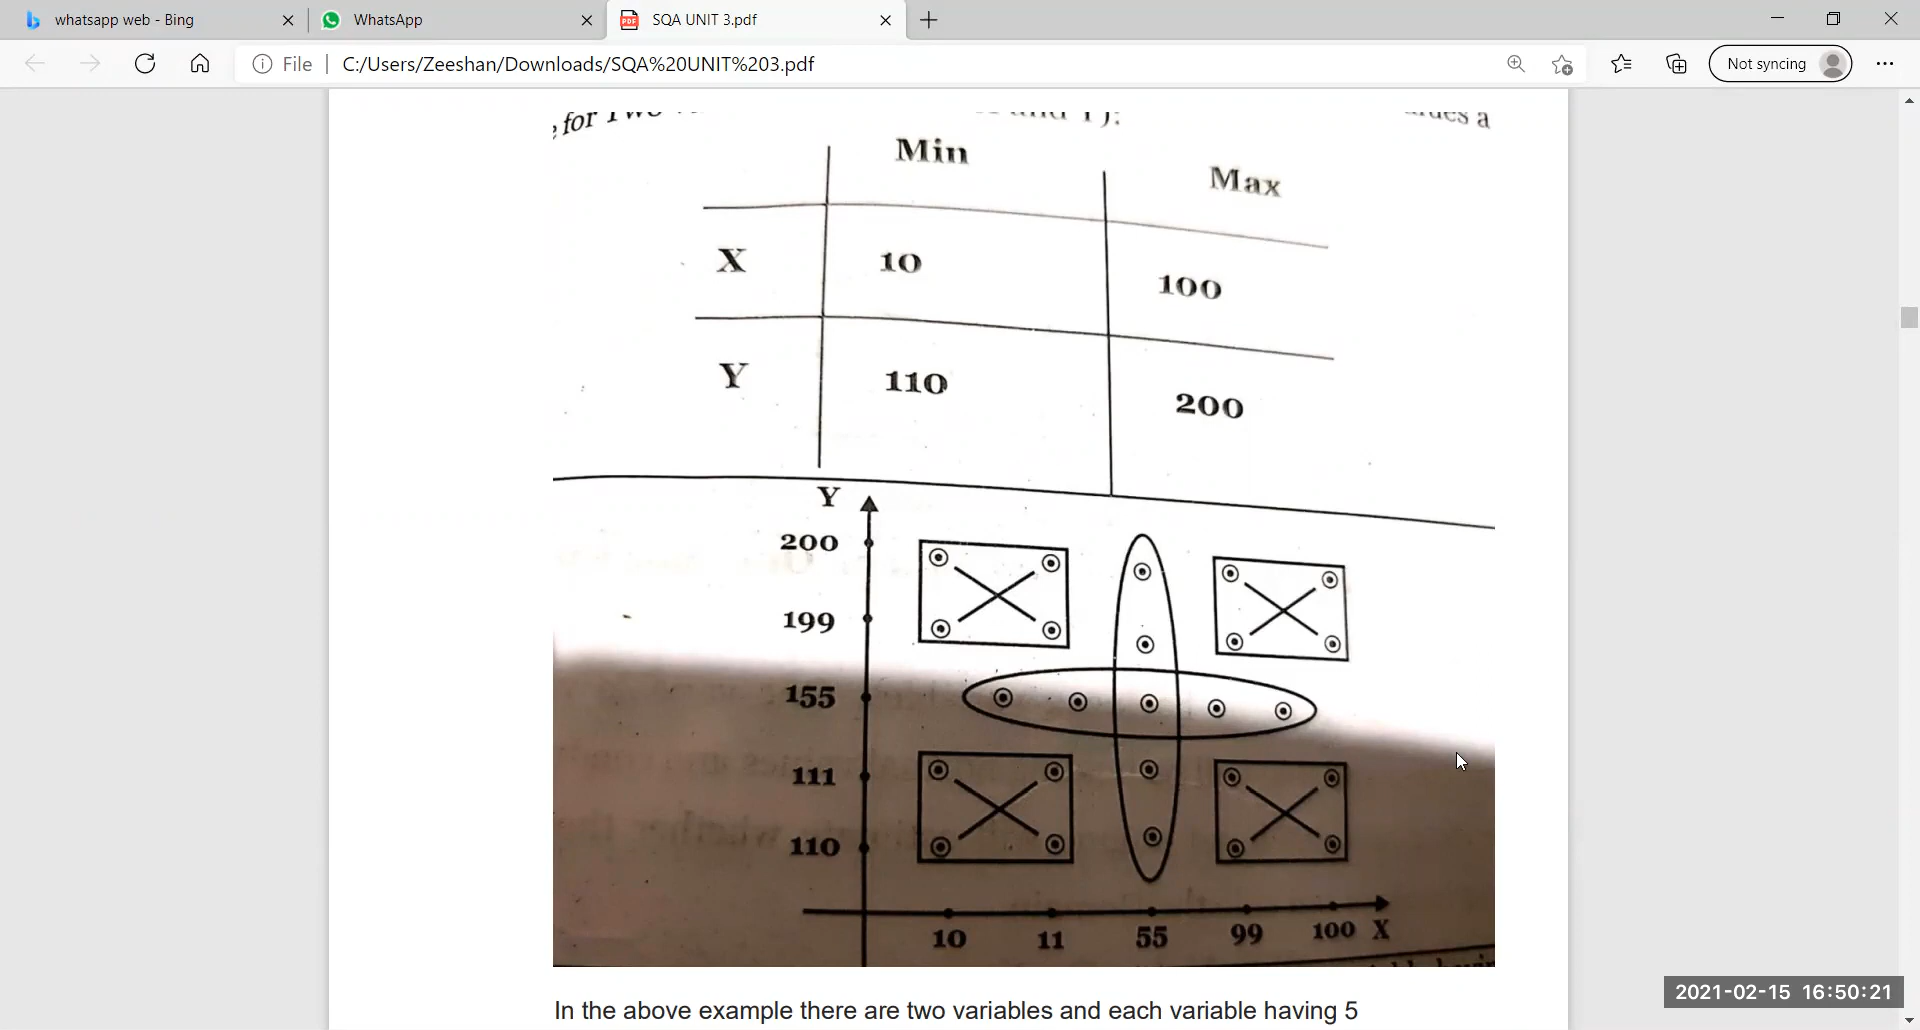 whatsapp web - Bing
WhatsApp
SQA UNIT 3.pdf
File
C:/Users/Zeeshan/Downloads/SQA%20UNIT%203.pdf
Not syncing
for
Min Max
X 10 100
Y 110 200
Y
200
199
155
111
110
10 11 55 99 100 X
In the above example there are two variables and each variable having 5
2021-02-15 16:50:21